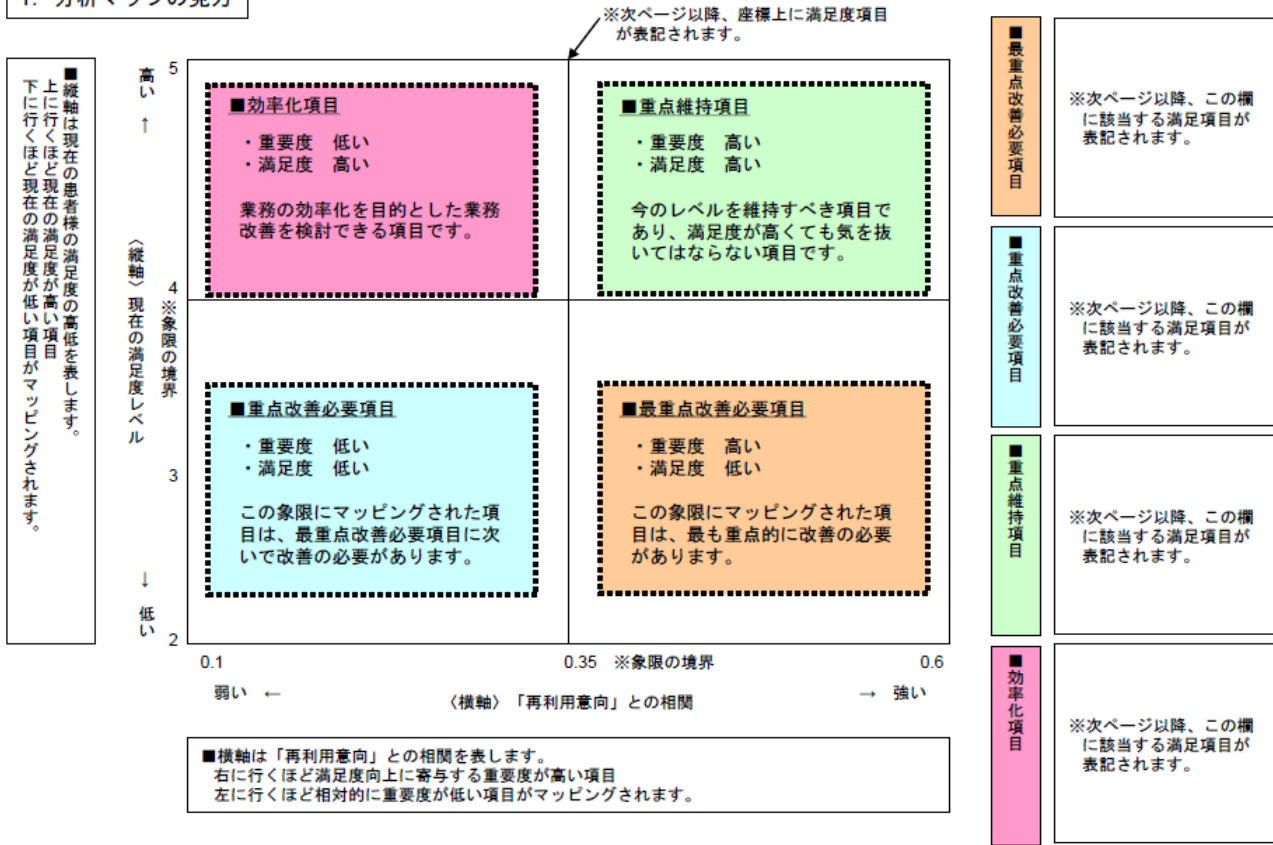 ※次ページ以降、座標上に満足度項目
が表記されます。
■縦軸は現在の患者様の満足度の高低を表します。
上に行くほど現在の満足度が高い項目
下に行くほど現在の満足度が低い項目がマッピングされます。
高い ↑
〈縦軸〉現在の満足度レベル
↓ 低い
5
4
※象限の境界
3
2
■効率化項目
・重要度 低い
・満足度 高い
業務の効率化を目的とした業務
改善を検討できる項目です。
■重点維持項目
・重要度 高い
・満足度 高い
今のレベルを維持すべき項目で
あり、満足度が高くても気を抜
いてはならない項目です。
■重点改善必要項目
・重要度 低い
・満足度 低い
この象限にマッピングされた項
目は、最重点改善必要項目に次
いで改善の必要があります。
■最重点改善必要項目
・重要度 高い
・満足度 低い
この象限にマッピングされた項
目は、最も重点的に改善の必要
があります。
0.1
0.35 ※象限の境界
0.6
弱い ←
〈横軸〉「再利用意向」との相関
→ 強い
■横軸は「再利用意向」との相関を表します。
右に行くほど満足度向上に寄与する重要度が高い項目
左に行くほど相対的に重要度が低い項目がマッピングされます。
■最重点改善必要項目
※次ページ以降、この欄
に該当する満足項目が
表記されます。
■重点改善必要項目
※次ページ以降、この欄
に該当する満足項目が
表記されます。
■重点維持項目
※次ページ以降、この欄
に該当する満足項目が
表記されます。
■効率化項目
※次ページ以降、この欄
に該当する満足項目が
表記されます。